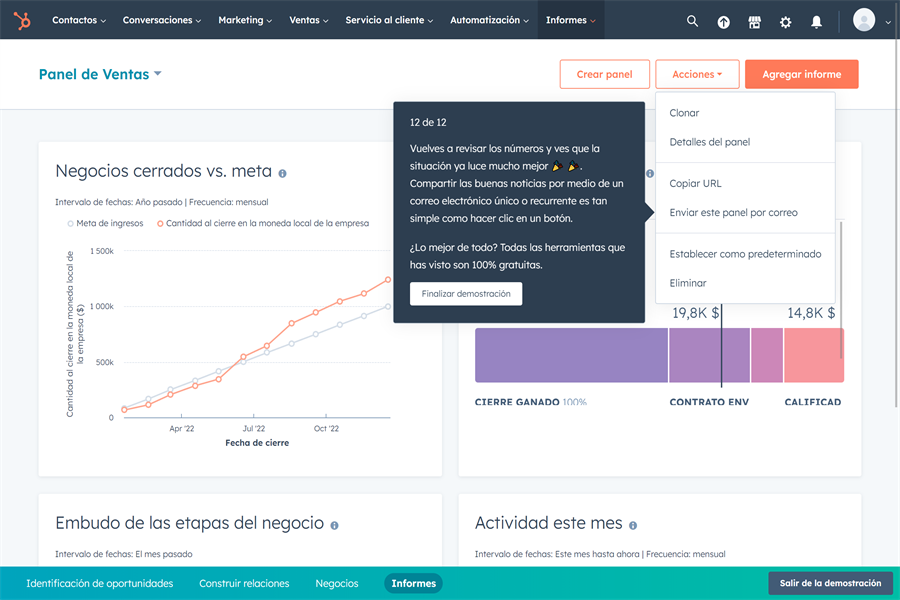 Contactos
Conversaciones
Marketing
Ventas
Servicio al cliente
Automatización
Informes
Panel de Ventas
Crear panel
Acciones
Agregar informe
Clonar
Detalles del panel
Copiar URL
Enviar este panel por correo
Establecer como predeterminado
Eliminar
12 de 12
Vuelves a revisar los números y ves que la
situación ya luce mucho mejor 🎉 🎉.
Compartir las buenas noticias por medio de un
correo electrónico único o recurrente es tan
simple como hacer clic en un botón.
¿Lo mejor de todo? Todas las herramientas que
has visto son 100% gratuitas.
Finalizar demostración
Negocios cerrados vs. meta
Intervalo de fechas: Año pasado | Frecuencia: mensual
Meta de ingresos
Cantidad al cierre en la moneda local de la empresa
Cantidad al cierre en la moneda local de
la empresa ($)
1 500k
1 000k
500k
0
Apr '22
Jul '22
Oct '22
Fecha de cierre
19,8K $
14,8K $
CIERRE GANADO 100%
CONTRATO ENV
CALIFICAD
Embudo de las etapas del negocio
Intervalo de fechas: El mes pasado
Actividad este mes
Intervalo de fechas: Este mes hasta ahora | Frecuencia: mensual
Identificación de oportunidades
Construir relaciones
Negocios
Informes
Salir de la demostración